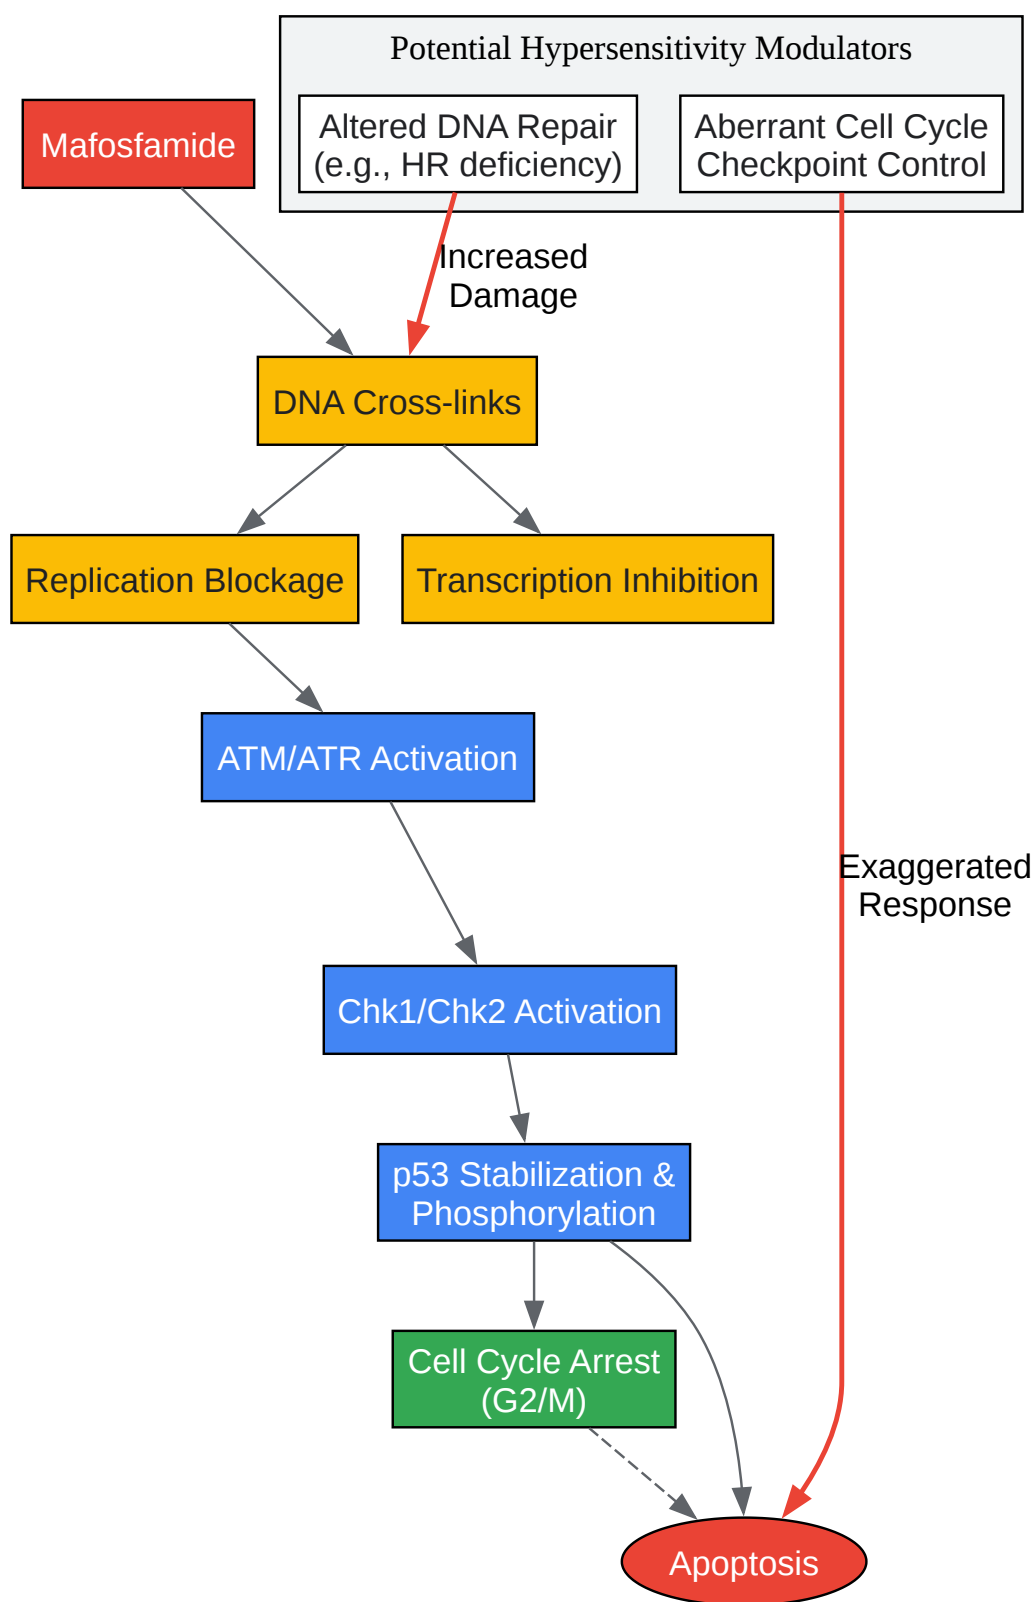 Potential Hypersensitivity Modulators
Mafosfamide
Altered DNA Repair
(e.g., HR deficiency)
Aberrant Cell Cycle
Checkpoint Control
Increased
Damage
DNA Cross-links
Replication Blockage
Transcription Inhibition
ATM/ATR Activation
Exaggerated
Response
Chk1/Chk2 Activation
p53 Stabilization &
Phosphorylation
Cell Cycle Arrest
(G2/M)
Apoptosis